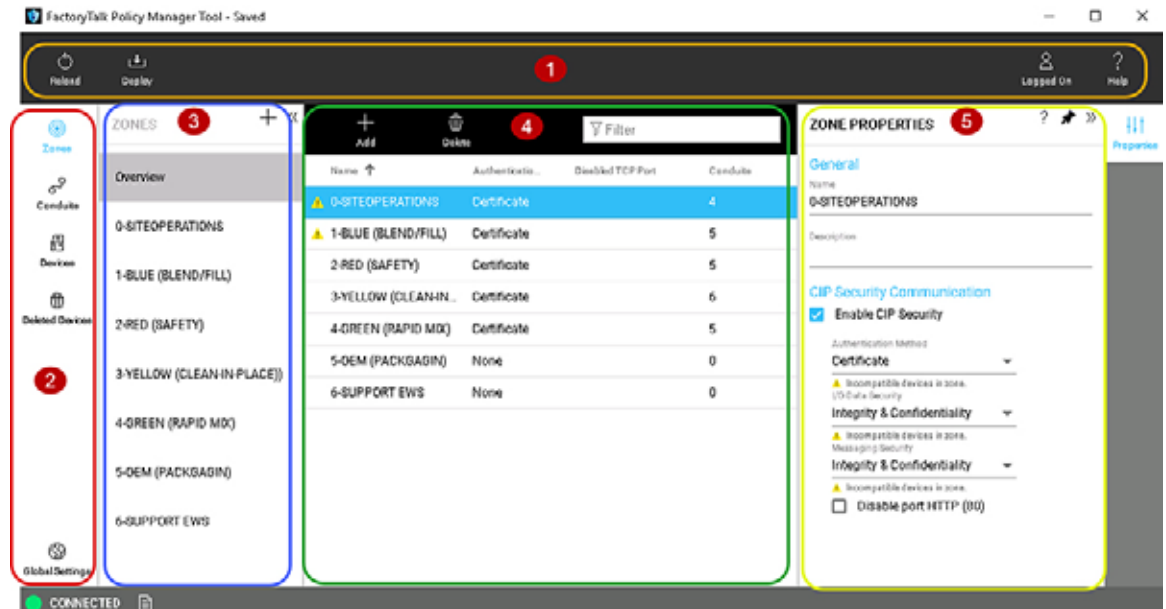 FactoryTalk Policy Manager Tool - Saved
Reload
Deploy
1
Logged On
?
Help
Zones
Conduits
Devices
Deleted Devices
2
Global Settings
ZONES
3
+
«
Overview
0-SITEOPERATIONS
1-BLUE (BLEND/FILL)
2-RED (SAFETY)
3-YELLOW (CLEAN-IN-PLACE))
4-GREEN (RAPID MIX)
5-OEM (PACKGAGIN)
6-SUPPORT EWS
Add
Delete
4
Filter
Name Authenticatio... Disabled TCP Port Conduits
0-SITEOPERATIONS Certificate 4
1-BLUE (BLEND/FILL) Certificate 5
2-RED (SAFETY) Certificate 5
3-YELLOW (CLEAN-IN... Certificate 6
4-GREEN (RAPID MIX) Certificate 5
5-OEM (PACKGAGIN) None 0
6-SUPPORT EWS None 0
ZONE PROPERTIES
5
?
»
General
Name
0-SITEOPERATIONS
Description
CIP Security Communication
Enable CIP Security
Authentication Method
Certificate
Incompatible devices in zone.
I/O Data Security
Integrity & Confidentiality
Incompatible devices in zone.
Messaging Security
Integrity & Confidentiality
Incompatible devices in zone.
Disable port HTTP (80)
Properties
CONNECTED